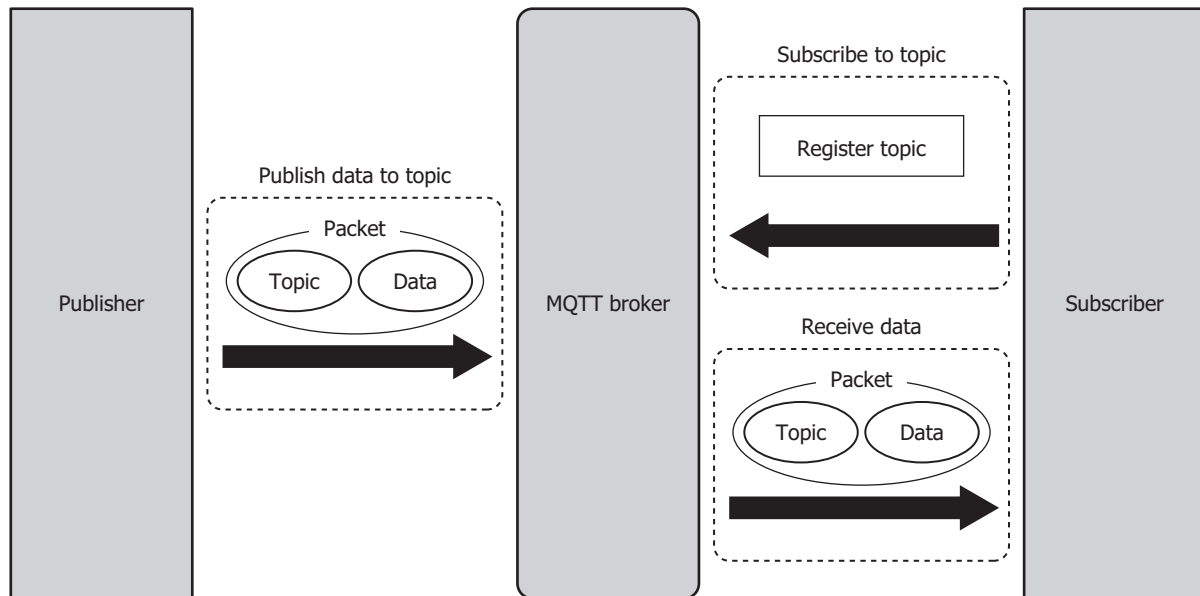 Publisher
Publish data to topic
Packet
Topic
Data
MQTT broker
Subscribe to topic
Register topic
Receive data
Packet
Topic
Data
Subscriber